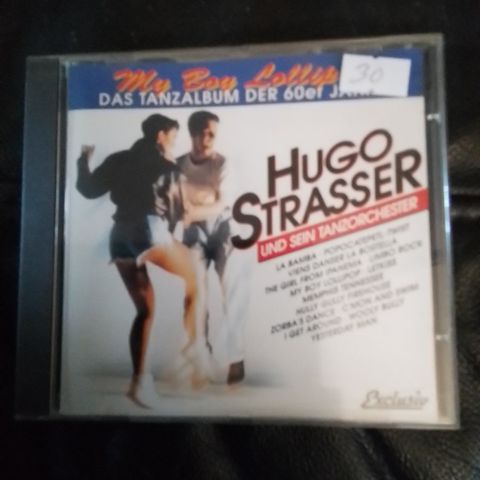 My Boy Lollip
30
DAS TANZALBUM DER 60er JAH
HUGO
STRASSER
UND SEIN TANZORCHESTER
LA BAMBA · POPOCATEPETL-TWIST
VIENS DANSER LA BOSTELLA
THE GIRL FROM IPANEMA · LIMBO ROCK
MY BOY LOLLIPOP · LETKISS
MEMPHIS TENNESSEE
HULLY GULLY FIREHOUSE
ZORBA'S DANCE · C'MON AND SWIM
I GET AROUND · WOOLY BULLY
YESTERDAY MAN
Exclusiv